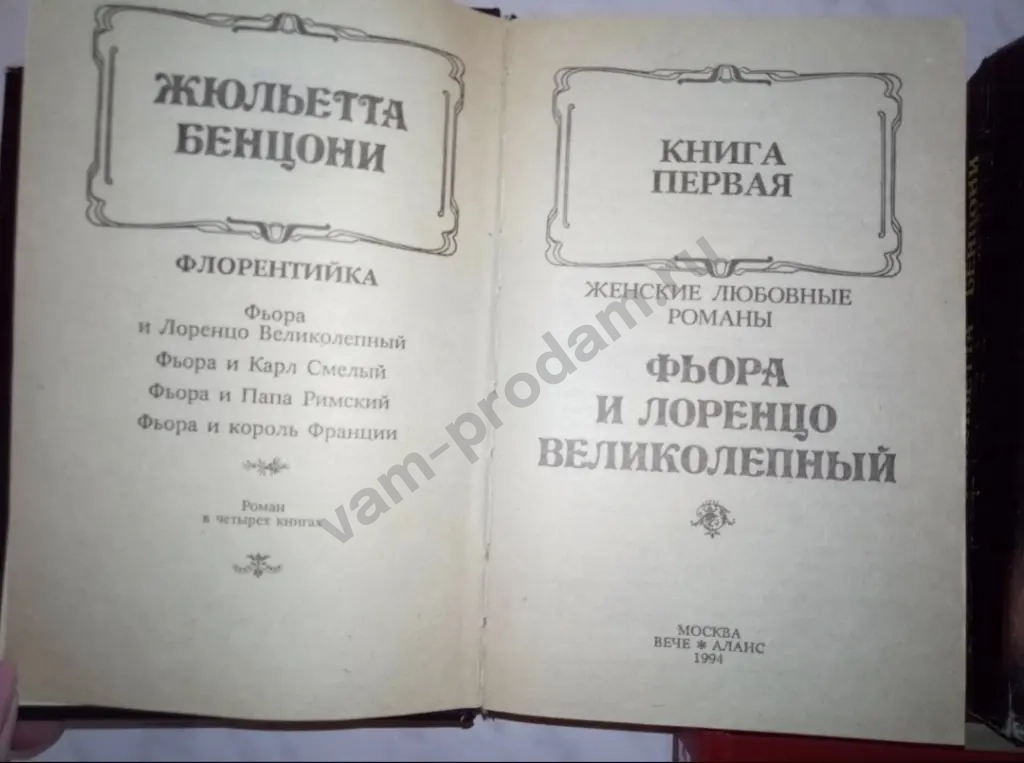 ЖЮЛЬЕТТА
БЕНЦОНИ
ФЛОРЕНТИЙКА
Фьора
и Лоренцо Великолепный
Фьора и Карл Смелый
Фьора и Папа Римский
Фьора и король Франции
Роман
в четырех книгах
КНИГА
ПЕРВАЯ
ЖЕНСКИЕ ЛЮБОВНЫЕ
РОМАНЫ
ФЬОРА
И ЛОРЕНЦО
ВЕЛИКОЛЕПНЫЙ
МОСКВА
ВЕЧЕ * АЛАНС
1994
БЕНЦОНИ
vam-prodam.ru